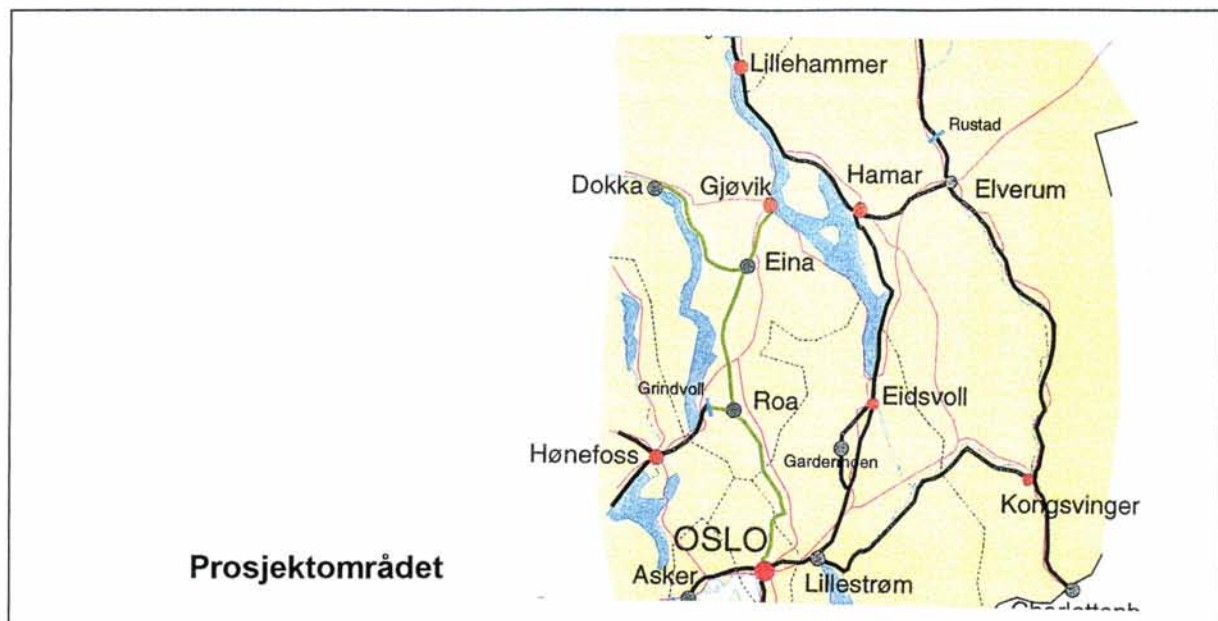 Lillehammer
Rustad
Dokka
Gjøvik
Hamar
Elverum
Eina
Grindvoll
Roa
Eidsvoll
Hønefoss
Gardermoen
Kongsvinger
OSLO
Prosjektområdet
Asker
Lillestrøm